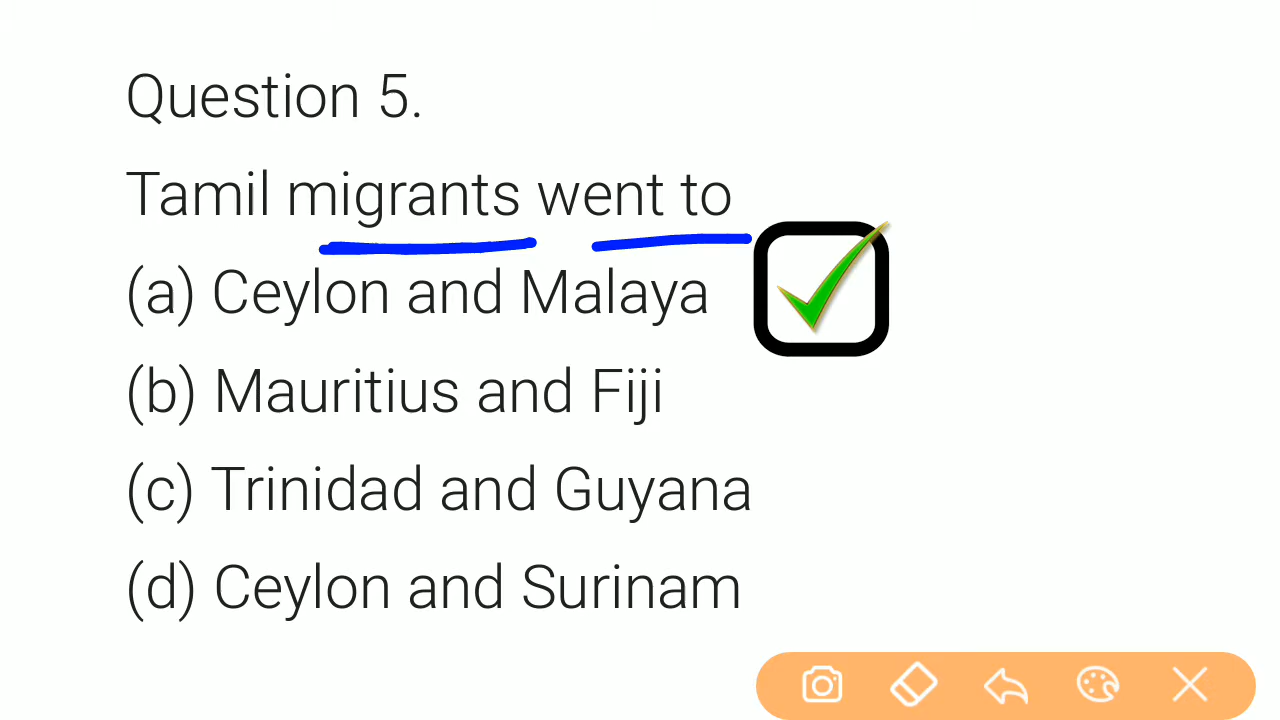 Question 5.
Tamil migrants went to
(a) Ceylon and Malaya
(b) Mauritius and Fiji
(c) Trinidad and Guyana
(d) Ceylon and Surinam